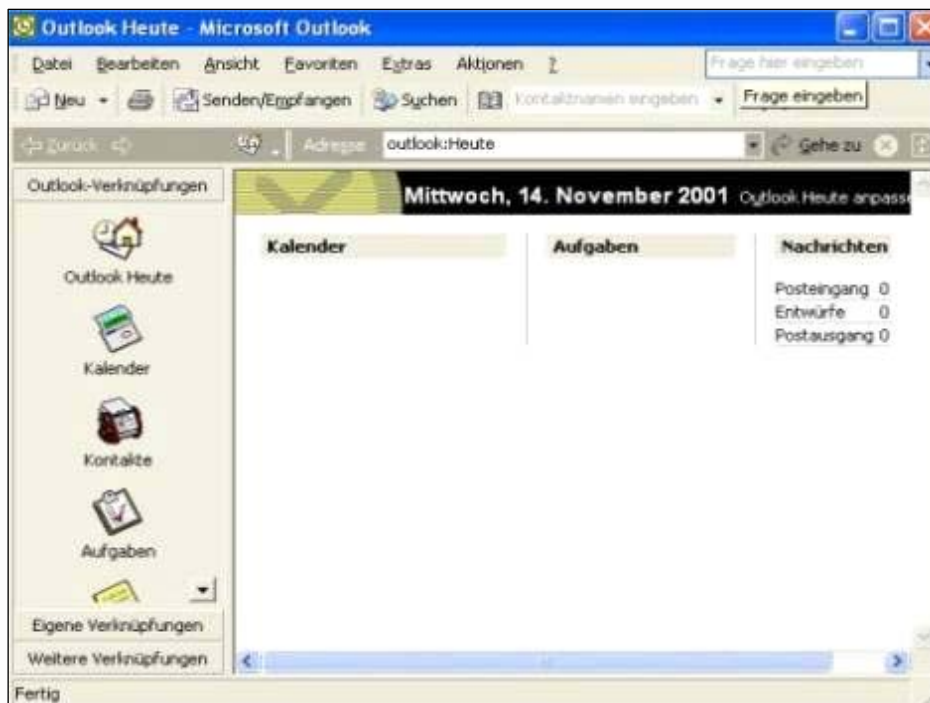 Outlook Heute - Microsoft Outlook
Datei Bearbeiten Ansicht Favoriten Extras Aktionen ? Frage hier eingeben
Neu Senden/Empfangen Suchen Kontaktnamen eingeben Frage eingeben
Zurück Adresse outlook:Heute Gehe zu
Outlook-Verknüpfungen
Mittwoch, 14. November 2001 Outlook Heute anpasse
Kalender Aufgaben Nachrichten
Outlook Heute
Posteingang 0
Entwürfe 0
Postausgang 0
Kalender
Kontakte
Aufgaben
Eigene Verknüpfungen
Weitere Verknüpfungen
Fertig